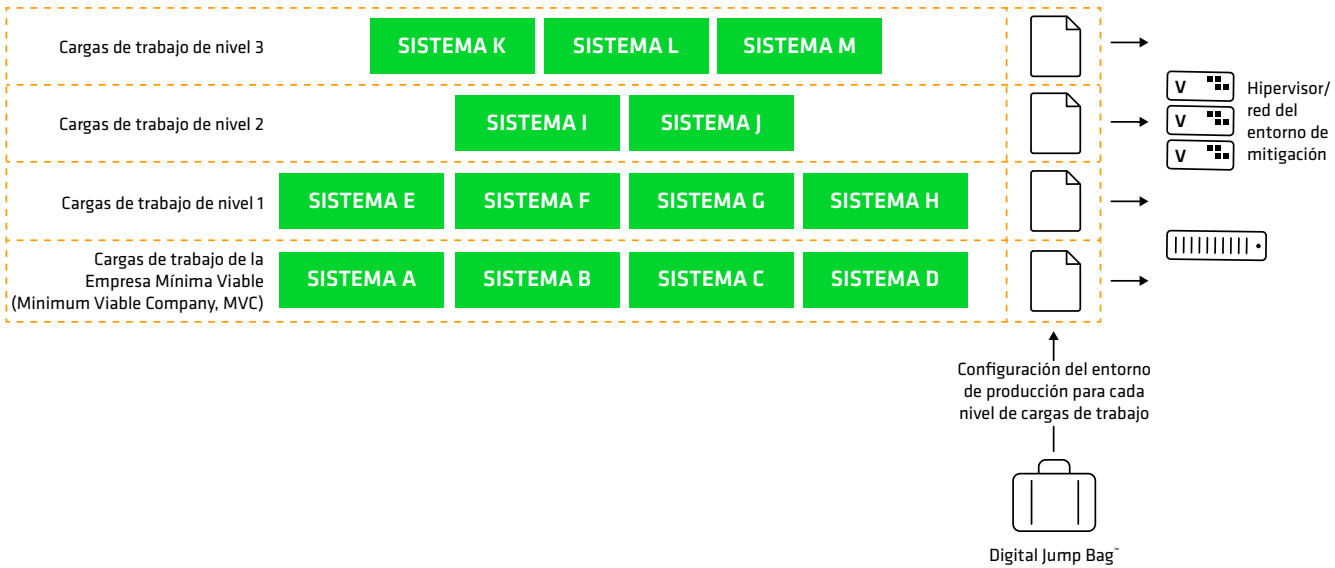 Cargas de trabajo de nivel 3
SISTEMA K
SISTEMA L
SISTEMA M
Cargas de trabajo de nivel 2
SISTEMA I
SISTEMA J
Cargas de trabajo de nivel 1
SISTEMA E
SISTEMA F
SISTEMA G
SISTEMA H
Cargas de trabajo de la
Empresa Mínima Viable
(Minimum Viable Company, MVC)
SISTEMA A
SISTEMA B
SISTEMA C
SISTEMA D
V
V
V
Hipervisor/
red del
entorno de
mitigación
Configuración del entorno
de producción para cada
nivel de cargas de trabajo
Digital Jump Bag™